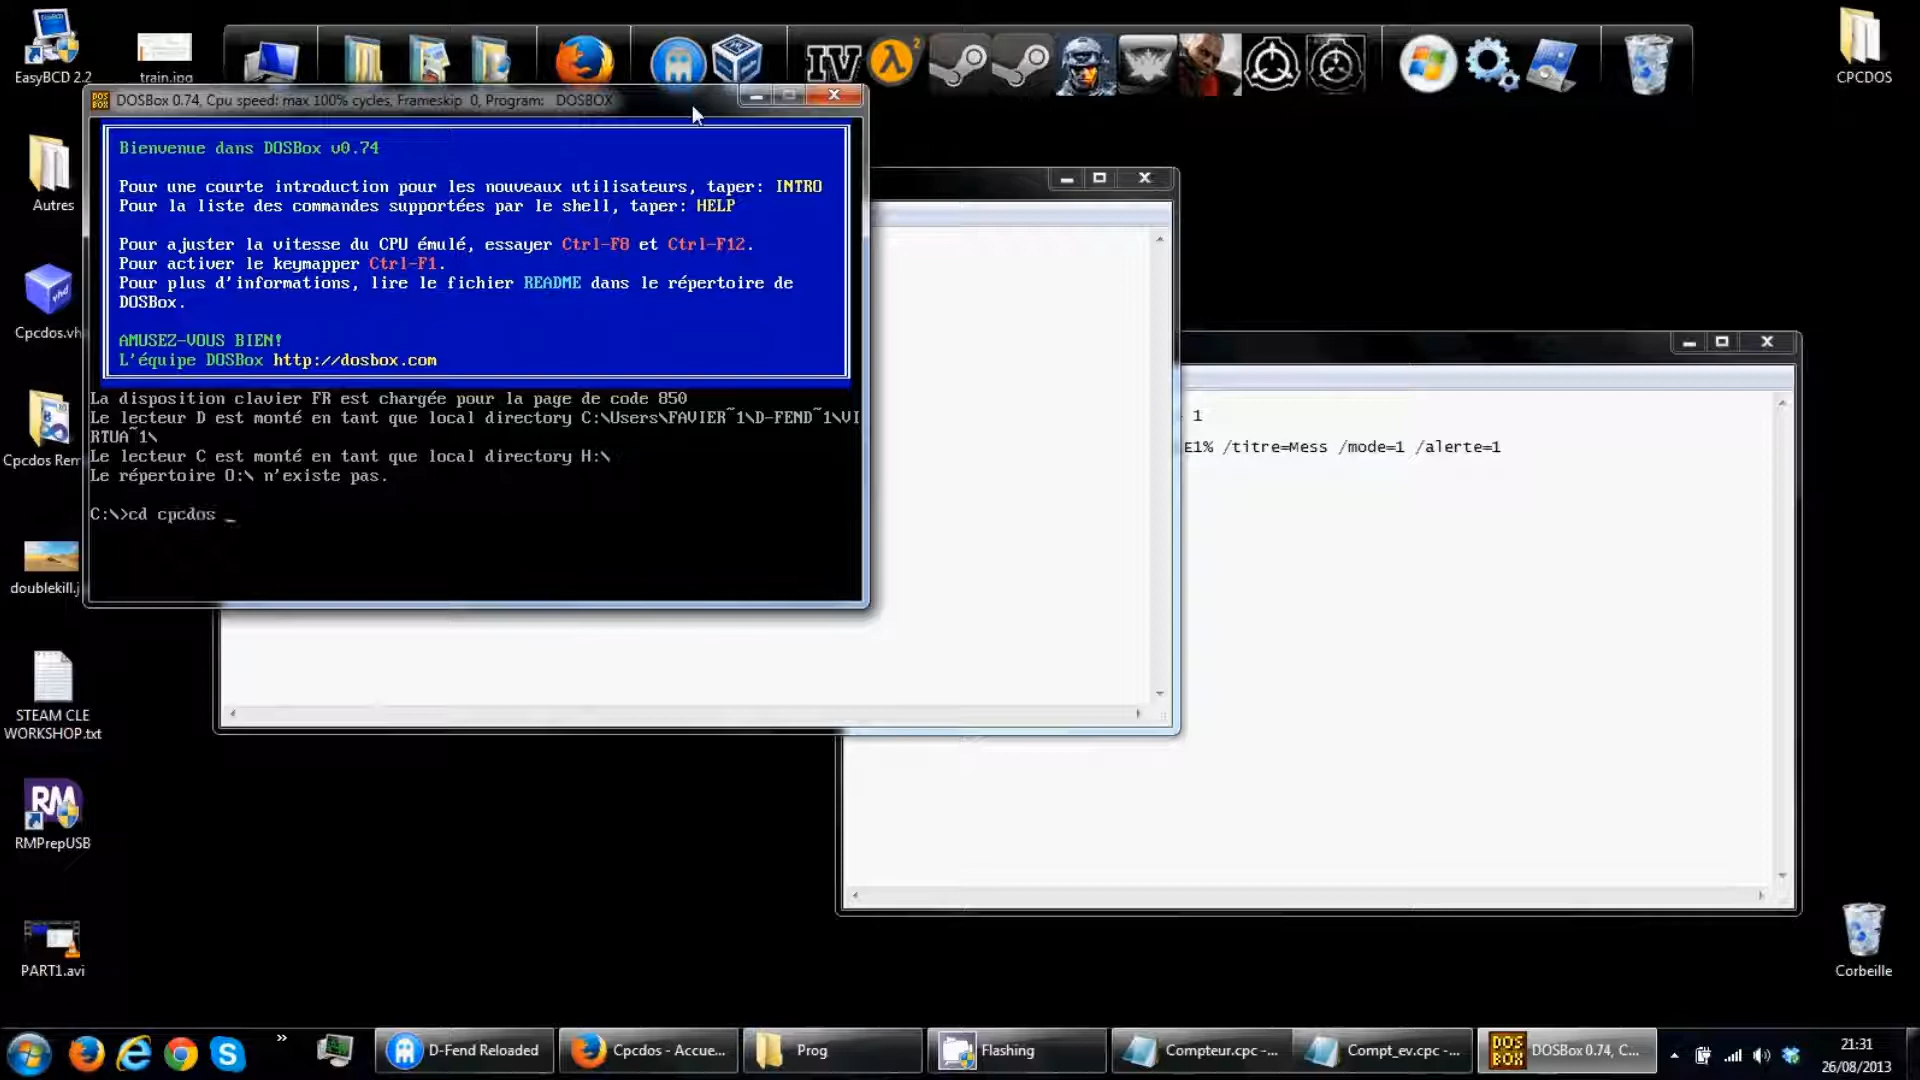 EasyBCD 2.2
train.jpg
CPCDOS
DOSBox 0.74, Cpu speed: max 100% cycles, Frameskip 0, Program: DOSBOX
Bienvenue dans DOSBox v0.74
Pour une courte introduction pour les nouveaux utilisateurs, taper: INTRO
Pour la liste des commandes supportées par le shell, taper: HELP
Pour ajuster la vitesse du CPU émulé, essayer Ctrl-F8 et Ctrl-F12.
Pour activer le keymapper Ctrl-F1.
Pour plus d'informations, lire le fichier README dans le répertoire de
DOSBox.
AMUSEZ-VOUS BIEN!
L'équipe DOSBox http://dosbox.com
La disposition clavier FR est chargée pour la page de code 850
Le lecteur D est monté en tant que local directory C:\Users\FAVIER~1\D-FEND~1\VI
RTUA~1\
Le lecteur C est monté en tant que local directory H:\
Le répertoire O:\ n'existe pas.
C:\>cd cpcdos _
1
E1% /titre=Mess /mode=1 /alerte=1
Autres
vhd
Cpcdos.vh
Cpcdos Rem
doublekill.j
STEAM CLE
WORKSHOP.txt
RM
RMPrepUSB
PART1.avi
Corbeille
IV
2
»
D-Fend Reloaded
Cpcdos - Accue...
Prog
Flashing
Compteur.cpc -...
Compt_ev.cpc -...
DOS
BOX
DOSBox 0.74, C...
21:31
26/08/2013